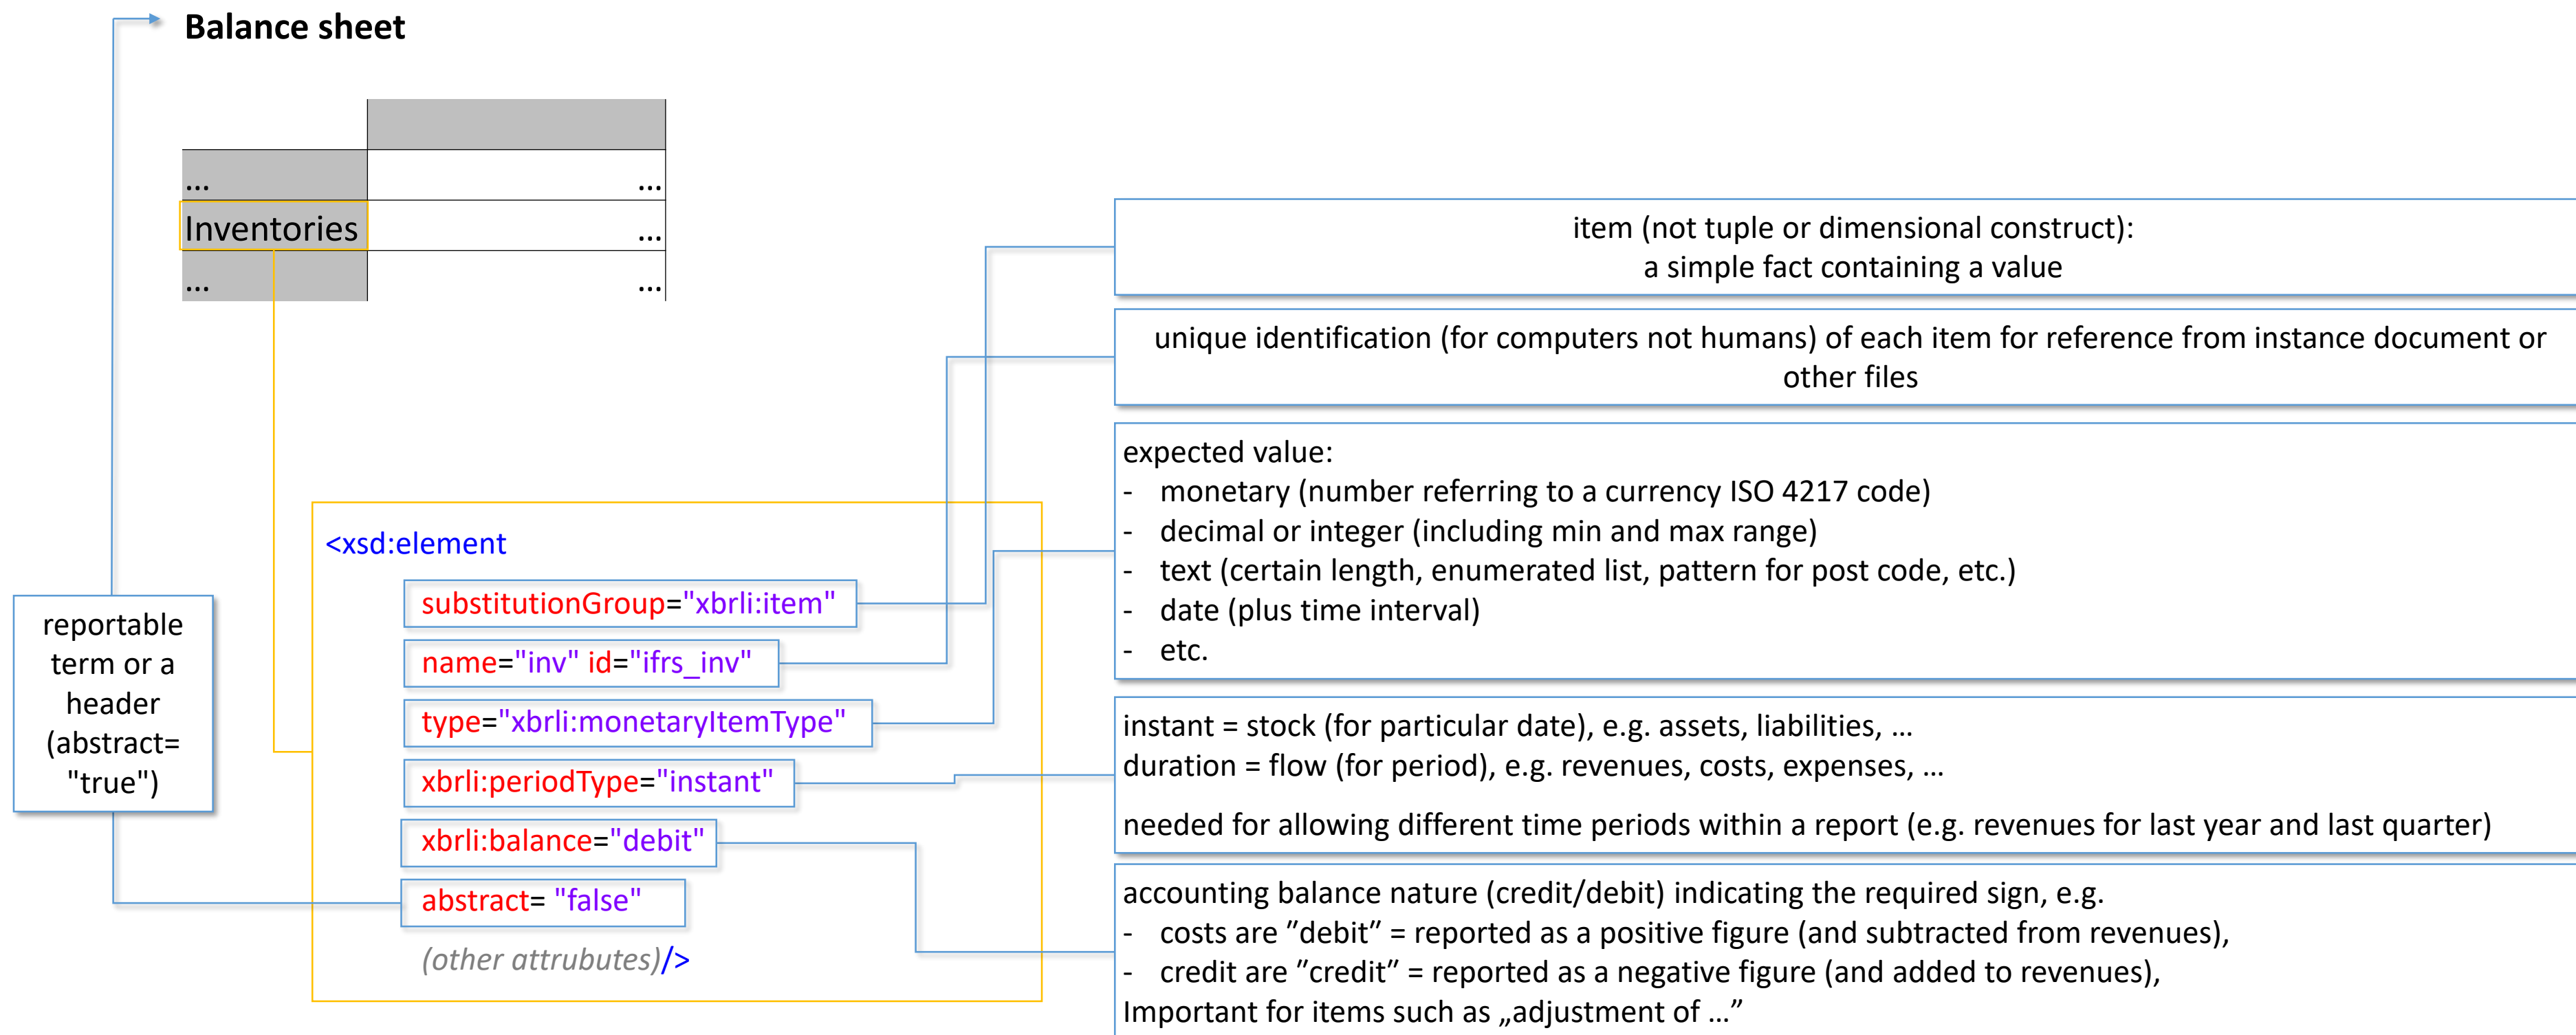 Balance sheet
... ...
Inventories ...
... ...
item (not tuple or dimensional construct):
a simple fact containing a value
unique identification (for computers not humans) of each item for reference from instance document or
other files
expected value:
- monetary (number referring to a currency ISO 4217 code)
- decimal or integer (including min and max range)
- text (certain length, enumerated list, pattern for post code, etc.)
- date (plus time interval)
- etc.
<xsd:element
substitutionGroup="xbrli:item"
name="inv" id="ifrs_inv"
type="xbrli:monetaryItemType"
xbrli:periodType="instant"
xbrli:balance="debit"
abstract= "false"
(other attrubutes)/>
reportable
term or a
header
(abstract=
"true")
instant = stock (for particular date), e.g. assets, liabilities, …
duration = flow (for period), e.g. revenues, costs, expenses, …
needed for allowing different time periods within a report (e.g. revenues for last year and last quarter)
accounting balance nature (credit/debit) indicating the required sign, e.g.
- costs are ”debit” = reported as a positive figure (and subtracted from revenues),
- credit are ”credit” = reported as a negative figure (and added to revenues),
Important for items such as „adjustment of …”